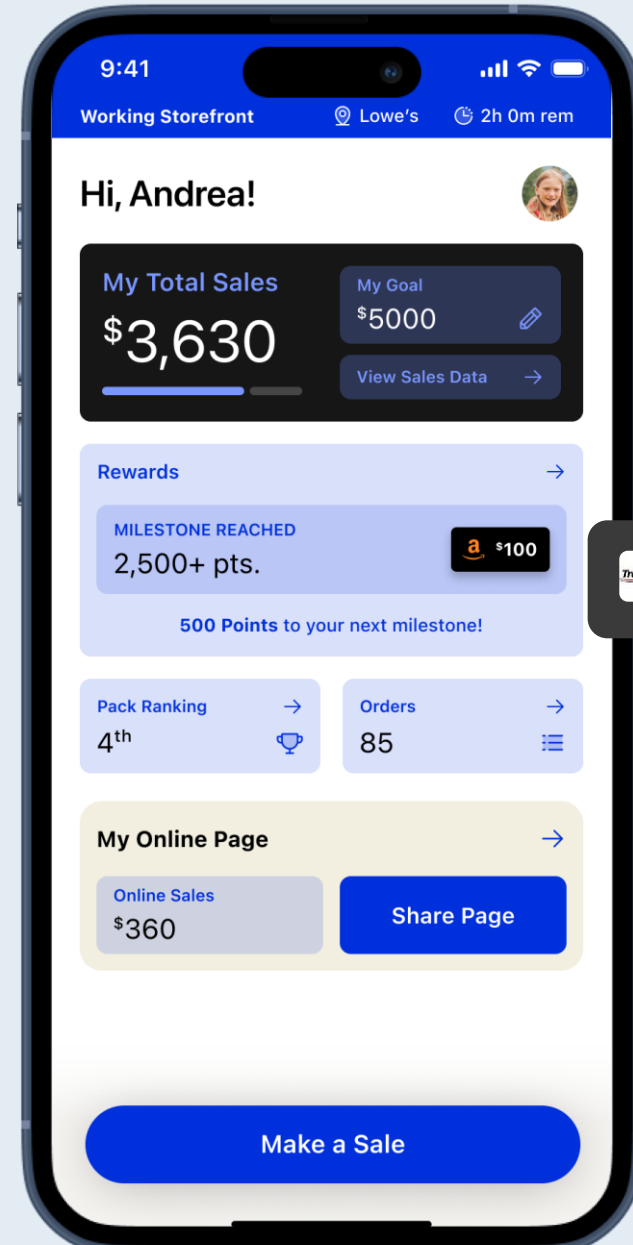 9:41
Working Storefront
Lowe's
2h 0m rem
Hi, Andrea!
My Total Sales
$3,630
My Goal
$5000
View Sales Data
Rewards
MILESTONE REACHED
2,500+ pts.
a $100
500 Points to your next milestone!
Pack Ranking
4th
Orders
85
My Online Page
Online Sales
$360
Share Page
Make a Sale